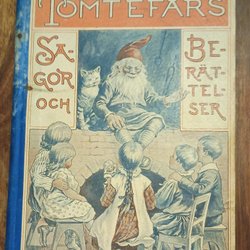 TOMTEFARS
SA-
GOR
OCH
BE-
RÄT-
TEL-
SER